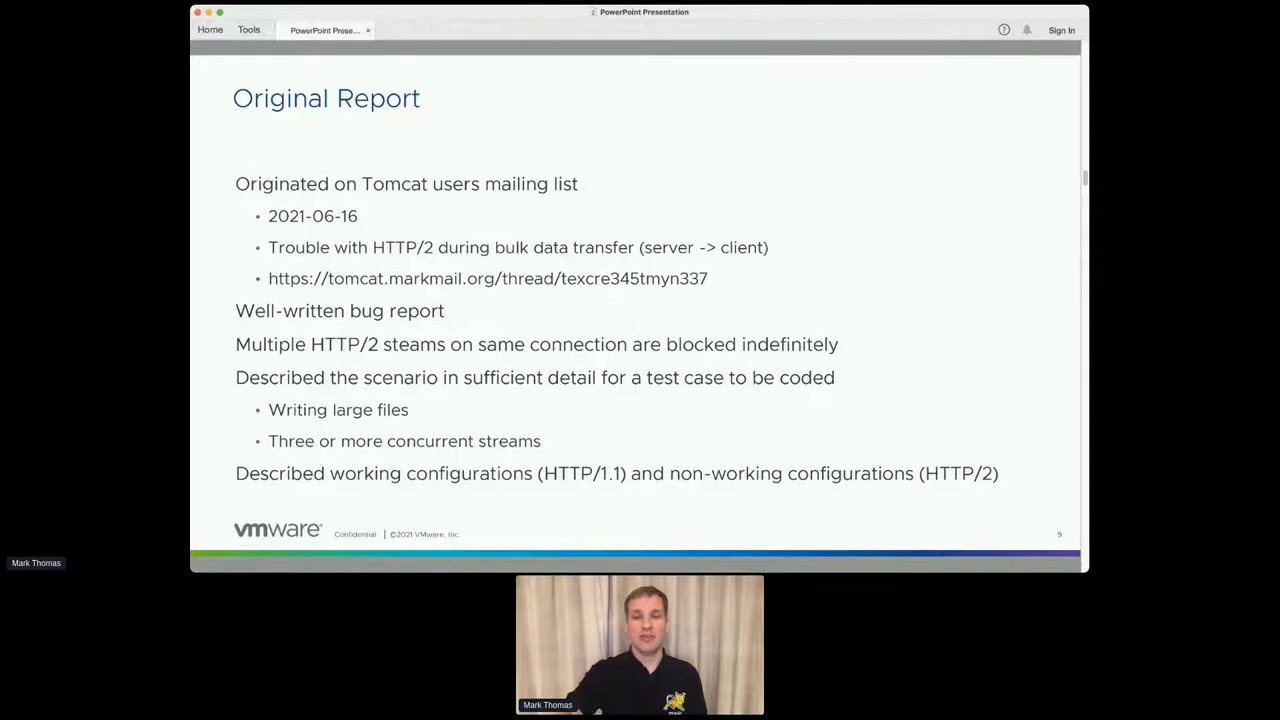 PowerPoint Presentation
Home Tools PowerPoint Prese... × ? Sign In
Original Report
Originated on Tomcat users mailing list
• 2021-06-16
• Trouble with HTTP/2 during bulk data transfer (server -> client)
• https://tomcat.markmail.org/thread/texcre345tmyn337
Well-written bug report
Multiple HTTP/2 steams on same connection are blocked indefinitely
Described the scenario in sufficient detail for a test case to be coded
• Writing large files
• Three or more concurrent streams
Described working configurations (HTTP/1.1) and non-working configurations (HTTP/2)
vmware® Confidential | ©2021 VMware, Inc. 9
Mark Thomas
Mark Thomas